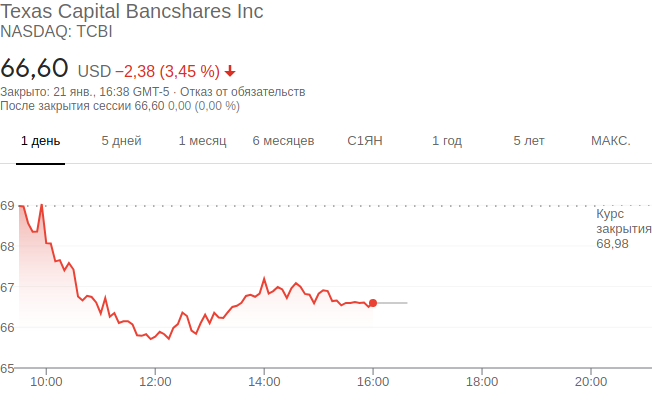 Texas Capital Bancshares Inc
NASDAQ: TCBI
66,60 USD −2,38 (3,45 %)
Закрыто: 21 янв., 16:38 GMT-5 · Отказ от обязательств
После закрытия сессии 66,60 0,00 (0,00 %)
1 день 5 дней 1 месяц 6 месяцев С1ЯН 1 год 5 лет МАКС.
69
Курс
закрытия
68,98
68
67
66
65
10:00 12:00 14:00 16:00 18:00 20:00